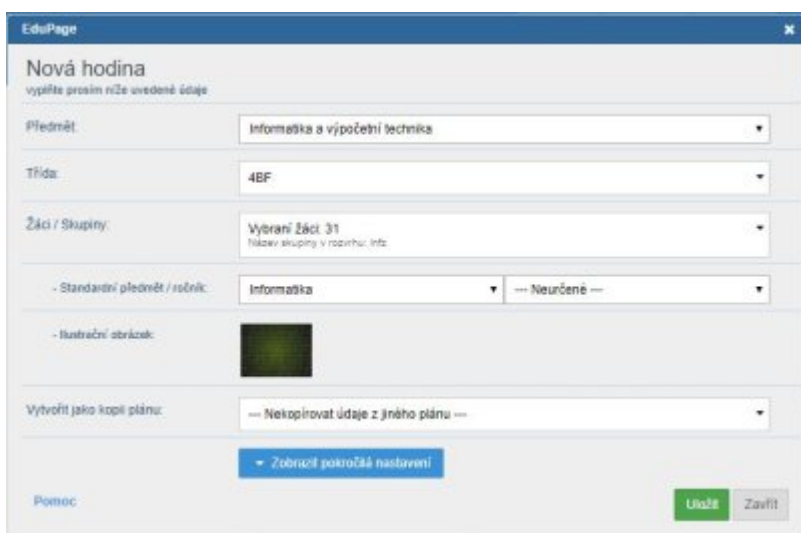 EduPage
Nová hodina
vyplňte prosím níže uvedené údaje
Předmět:
Informatika a výpočetní technika
Třída:
4BF
Žáci / Skupiny:
Vybraní žáci: 31
Název skupiny v rozvrhu: Infz
- Standardní předmět / ročník:
Informatika
--- Neurčené ---
- Ilustrační obrázek:
Vytvořit jako kopii plánu:
--- Nekopírovat údaje z jiného plánu ---
Zobrazit pokročilá nastavení
Pomoc
Uložit
Zavřít